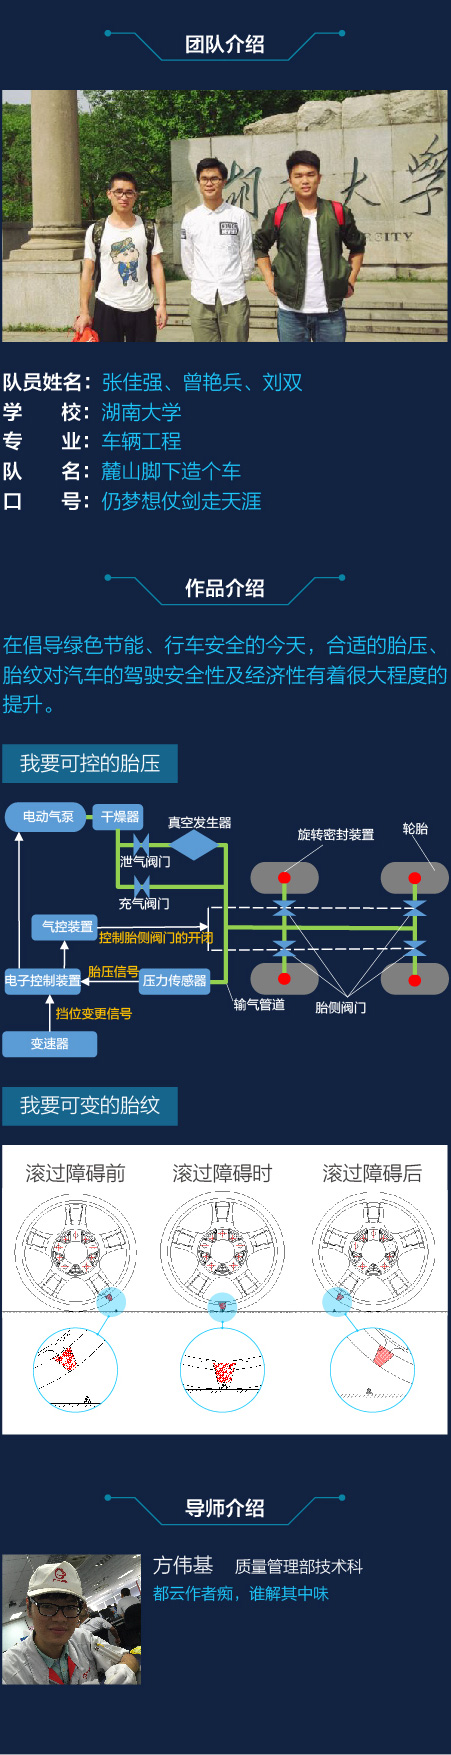 团队介绍
湖南大学
队员姓名：张佳强、曾艳兵、刘双
学 校：湖南大学
专 业：车辆工程
队 名：麓山脚下造个车
口 号：仍梦想仗剑走天涯
作品介绍
在倡导绿色节能、行车安全的今天，合适的胎压、
胎纹对汽车的驾驶安全性及经济性有着很大程度的
提升。
我要可控的胎压
电动气泵
干燥器
真空发生器
旋转密封装置
轮胎
泄气阀门
充气阀门
气控装置
控制胎侧阀门的开闭
电子控制装置
胎压信号
压力传感器
输气管道
胎侧阀门
挡位变更信号
变速器
我要可变的胎纹
滚过障碍前
滚过障碍时
滚过障碍后
导师介绍
方伟基 质量管理部技术科
都云作者痴，谁解其中味